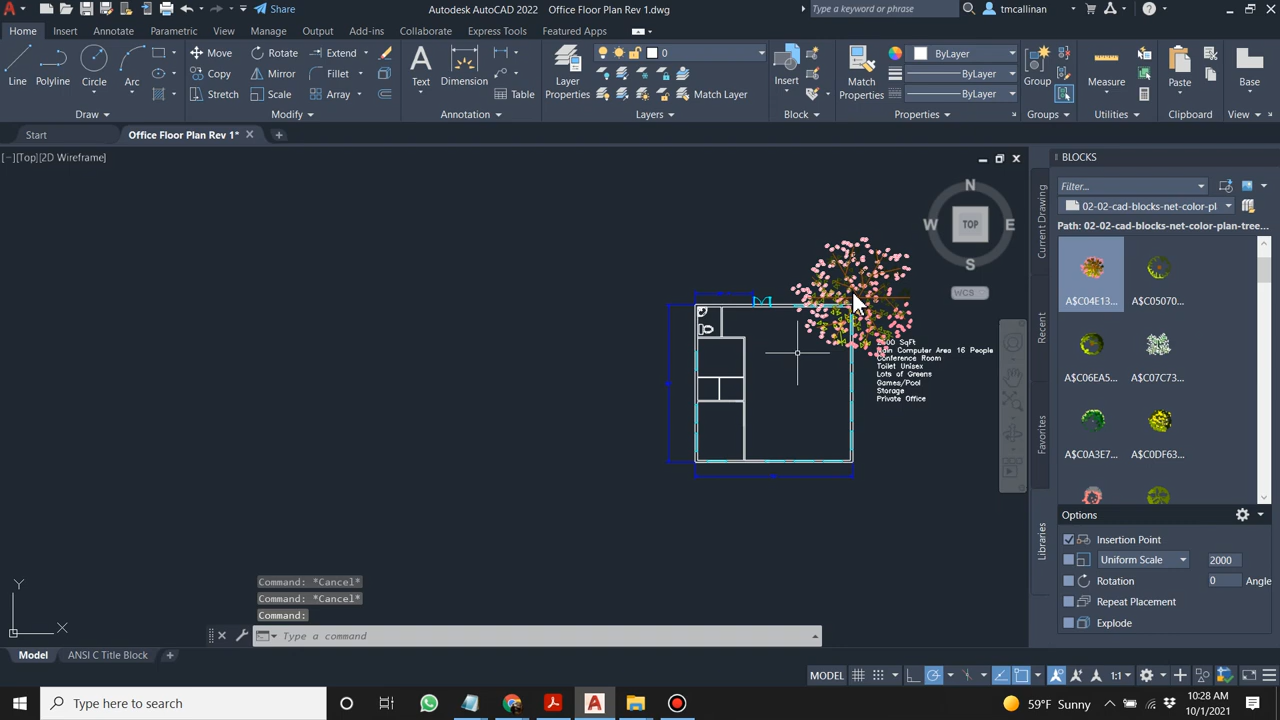 Share
Autodesk AutoCAD 2022 Office Floor Plan Rev 1.dwg
Type a keyword or phrase
tmcallinan
Home Insert Annotate Parametric View Manage Output Add-ins Collaborate Express Tools Featured Apps
Line Polyline Circle Arc
Move Rotate Extend
Copy Mirror Fillet
Stretch Scale Array
Text Dimension Table
Layer Properties
0
Match Layer
Insert
Match Properties
ByLayer
ByLayer
ByLayer
Group Measure Paste Base
Draw Modify Annotation Layers Block Properties Groups Utilities Clipboard View
Start Office Floor Plan Rev 1*
[−][Top][2D Wireframe]
N
W TOP E
S
WCS
SqFt
Computer Area 16 People
Conference Room
Toilet Unisex
Lots of Greens
Games/Pool
Storage
Private Office
BLOCKS
Filter...
02-02-cad-blocks-net-color-pl
Path: 02-02-cad-blocks-net-color-plan-tree...
Current Drawing
Recent
Favorites
Libraries
A$C04E13... A$C05070...
A$C06EA5... A$C07C73...
A$C0A3E7... A$C0DF63...
Options
Insertion Point
Uniform Scale 2000
Rotation 0 Angle
Repeat Placement
Explode
Command: *Cancel*
Command: *Cancel*
Command:
Type a command
Y
X
Model ANSI C Title Block
MODEL
1:1
Type here to search
59°F Sunny
10:28 AM
10/1/2021